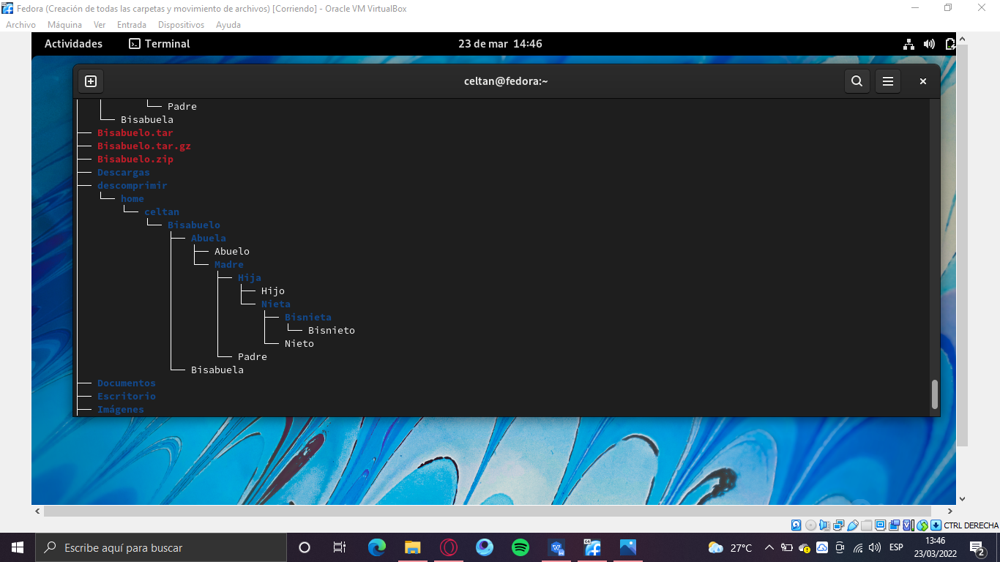 Fedora (Creación de todas las carpetas y movimiento de archivos) [Corriendo] - Oracle VM VirtualBox
Archivo Máquina Ver Entrada Dispositivos Ayuda
Actividades Terminal 23 de mar 14:46
celtan@fedora:~
Padre
Bisabuela
Bisabuelo.tar
Bisabuelo.tar.gz
Bisabuelo.zip
Descargas
descomprimir
home
celtan
Bisabuelo
Abuela
Abuelo
Madre
Hija
Hijo
Nieta
Bisnieta
Bisnieto
Nieto
Padre
Bisabuela
Documentos
Escritorio
Imágenes
CTRL DERECHA
Escribe aquí para buscar 27°C ESP 13:46
23/03/2022 2